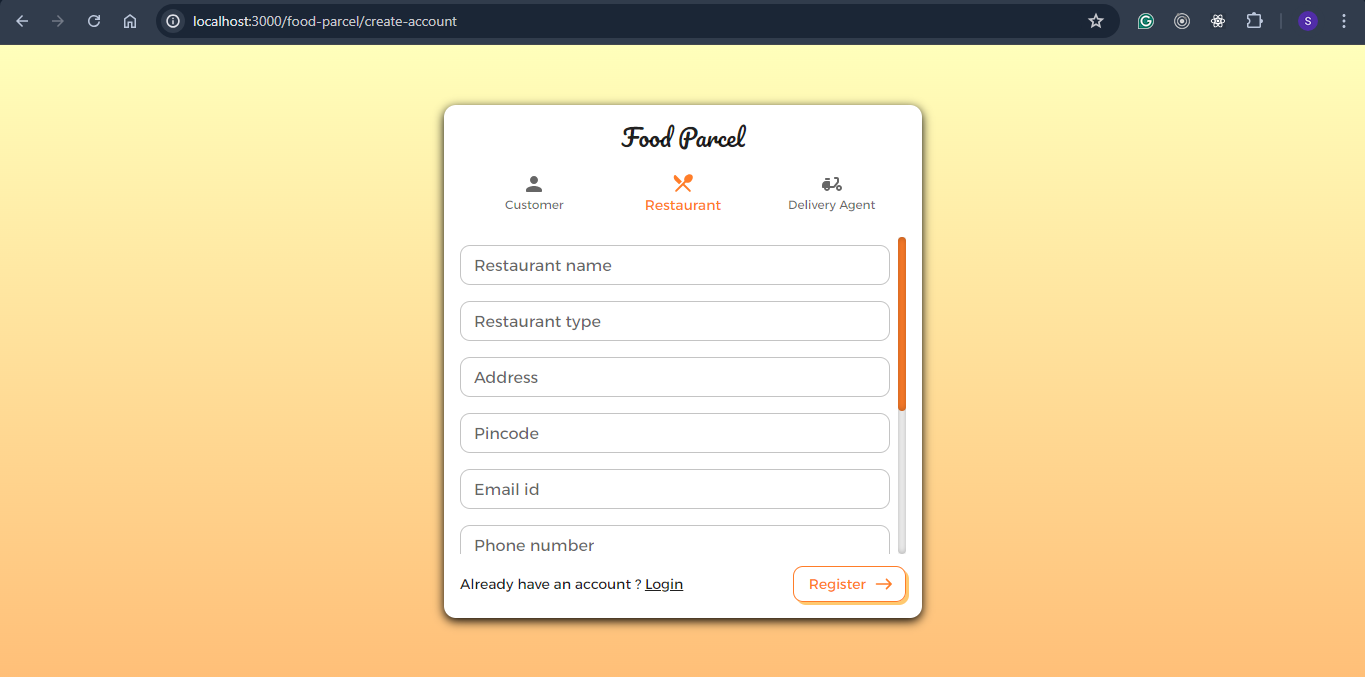 localhost:3000/food-parcel/create-account
S
Food Parcel
Customer Restaurant Delivery Agent
Restaurant name
Restaurant type
Address
Pincode
Email id
Phone number
Already have an account ? Login Register